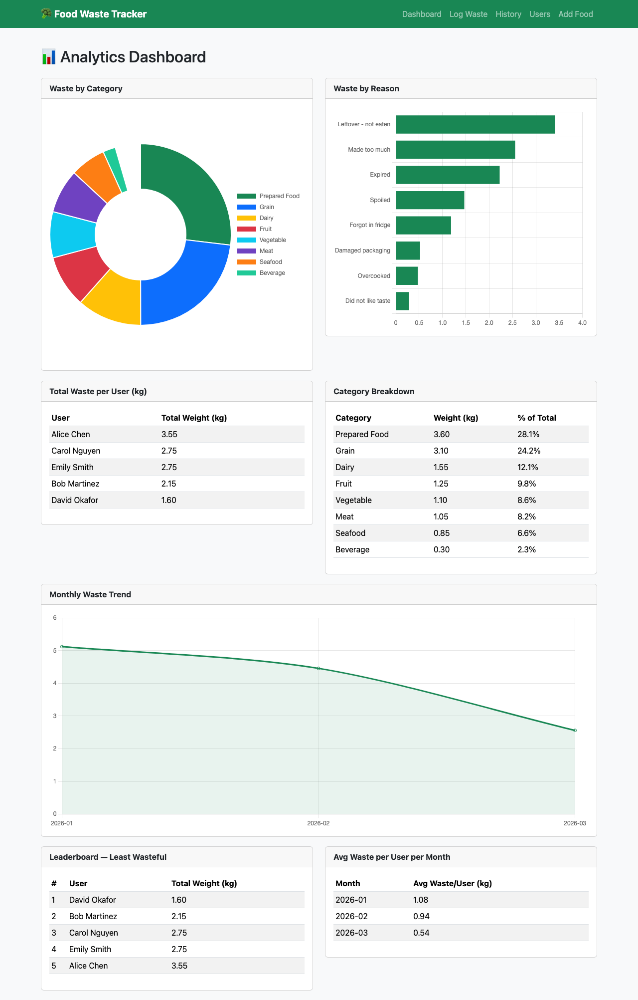 Food Waste Tracker
Dashboard Log Waste History Users Add Food
Analytics Dashboard
Waste by Category
Prepared Food
Grain
Dairy
Fruit
Vegetable
Meat
Seafood
Beverage
Waste by Reason
Leftover - not eaten
Made too much
Expired
Spoiled
Forgot in fridge
Damaged packaging
Overcooked
Did not like taste
0 0.5 1.0 1.5 2.0 2.5 3.0 3.5 4.0
Total Waste per User (kg)
User Total Weight (kg)
Alice Chen 3.55
Carol Nguyen 2.75
Emily Smith 2.75
Bob Martinez 2.15
David Okafor 1.60
Category Breakdown
Category Weight (kg) % of Total
Prepared Food 3.60 28.1%
Grain 3.10 24.2%
Dairy 1.55 12.1%
Fruit 1.25 9.8%
Vegetable 1.10 8.6%
Meat 1.05 8.2%
Seafood 0.85 6.6%
Beverage 0.30 2.3%
Monthly Waste Trend
6
5
4
3
2
1
0
2026-01 2026-02 2026-03
Leaderboard — Least Wasteful
# User Total Weight (kg)
1 David Okafor 1.60
2 Bob Martinez 2.15
3 Carol Nguyen 2.75
4 Emily Smith 2.75
5 Alice Chen 3.55
Avg Waste per User per Month
Month Avg Waste/User (kg)
2026-01 1.08
2026-02 0.94
2026-03 0.54